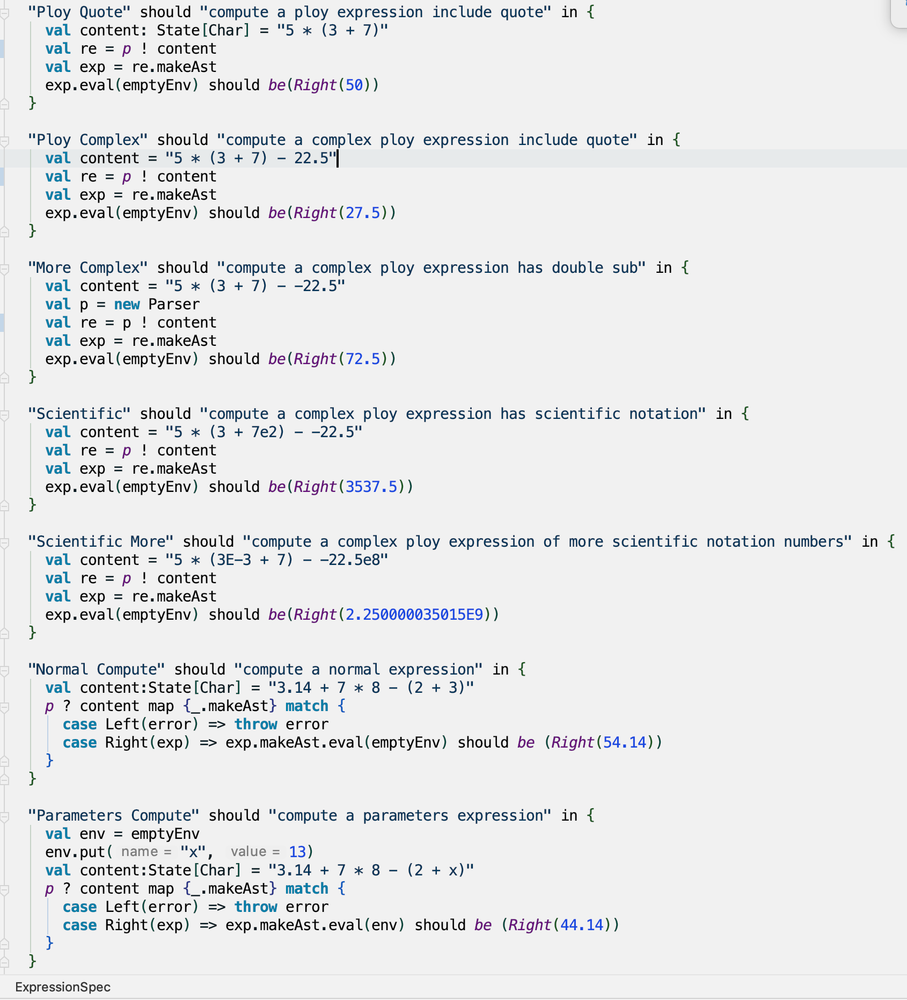 "Ploy Quote" should "compute a ploy expression include quote" in {
val content: State[Char] = "5 * (3 + 7)"
val re = p ! content
val exp = re.makeAst
exp.eval(emptyEnv) should be(Right(50))
}
"Ploy Complex" should "compute a complex ploy expression include quote" in {
val content = "5 * (3 + 7) - 22.5"
val re = p ! content
val exp = re.makeAst
exp.eval(emptyEnv) should be(Right(27.5))
}
"More Complex" should "compute a complex ploy expression has double sub" in {
val content = "5 * (3 + 7) - -22.5"
val p = new Parser
val re = p ! content
val exp = re.makeAst
exp.eval(emptyEnv) should be(Right(72.5))
}
"Scientific" should "compute a complex ploy expression has scientific notation" in {
val content = "5 * (3 + 7e2) - -22.5"
val re = p ! content
val exp = re.makeAst
exp.eval(emptyEnv) should be(Right(3537.5))
}
"Scientific More" should "compute a complex ploy expression of more scientific notation numbers" in {
val content = "5 * (3E-3 + 7) - -22.5e8"
val re = p ! content
val exp = re.makeAst
exp.eval(emptyEnv) should be(Right(2.250000035015E9))
}
"Normal Compute" should "compute a normal expression" in {
val content:State[Char] = "3.14 + 7 * 8 - (2 + 3)"
p ? content map {_.makeAst} match {
case Left(error) => throw error
case Right(exp) => exp.makeAst.eval(emptyEnv) should be (Right(54.14))
}
}
"Parameters Compute" should "compute a parameters expression" in {
val env = emptyEnv
env.put( name = "x", value = 13)
val content:State[Char] = "3.14 + 7 * 8 - (2 + x)"
p ? content map {_.makeAst} match {
case Left(error) => throw error
case Right(exp) => exp.makeAst.eval(env) should be (Right(44.14))
}
}
ExpressionSpec